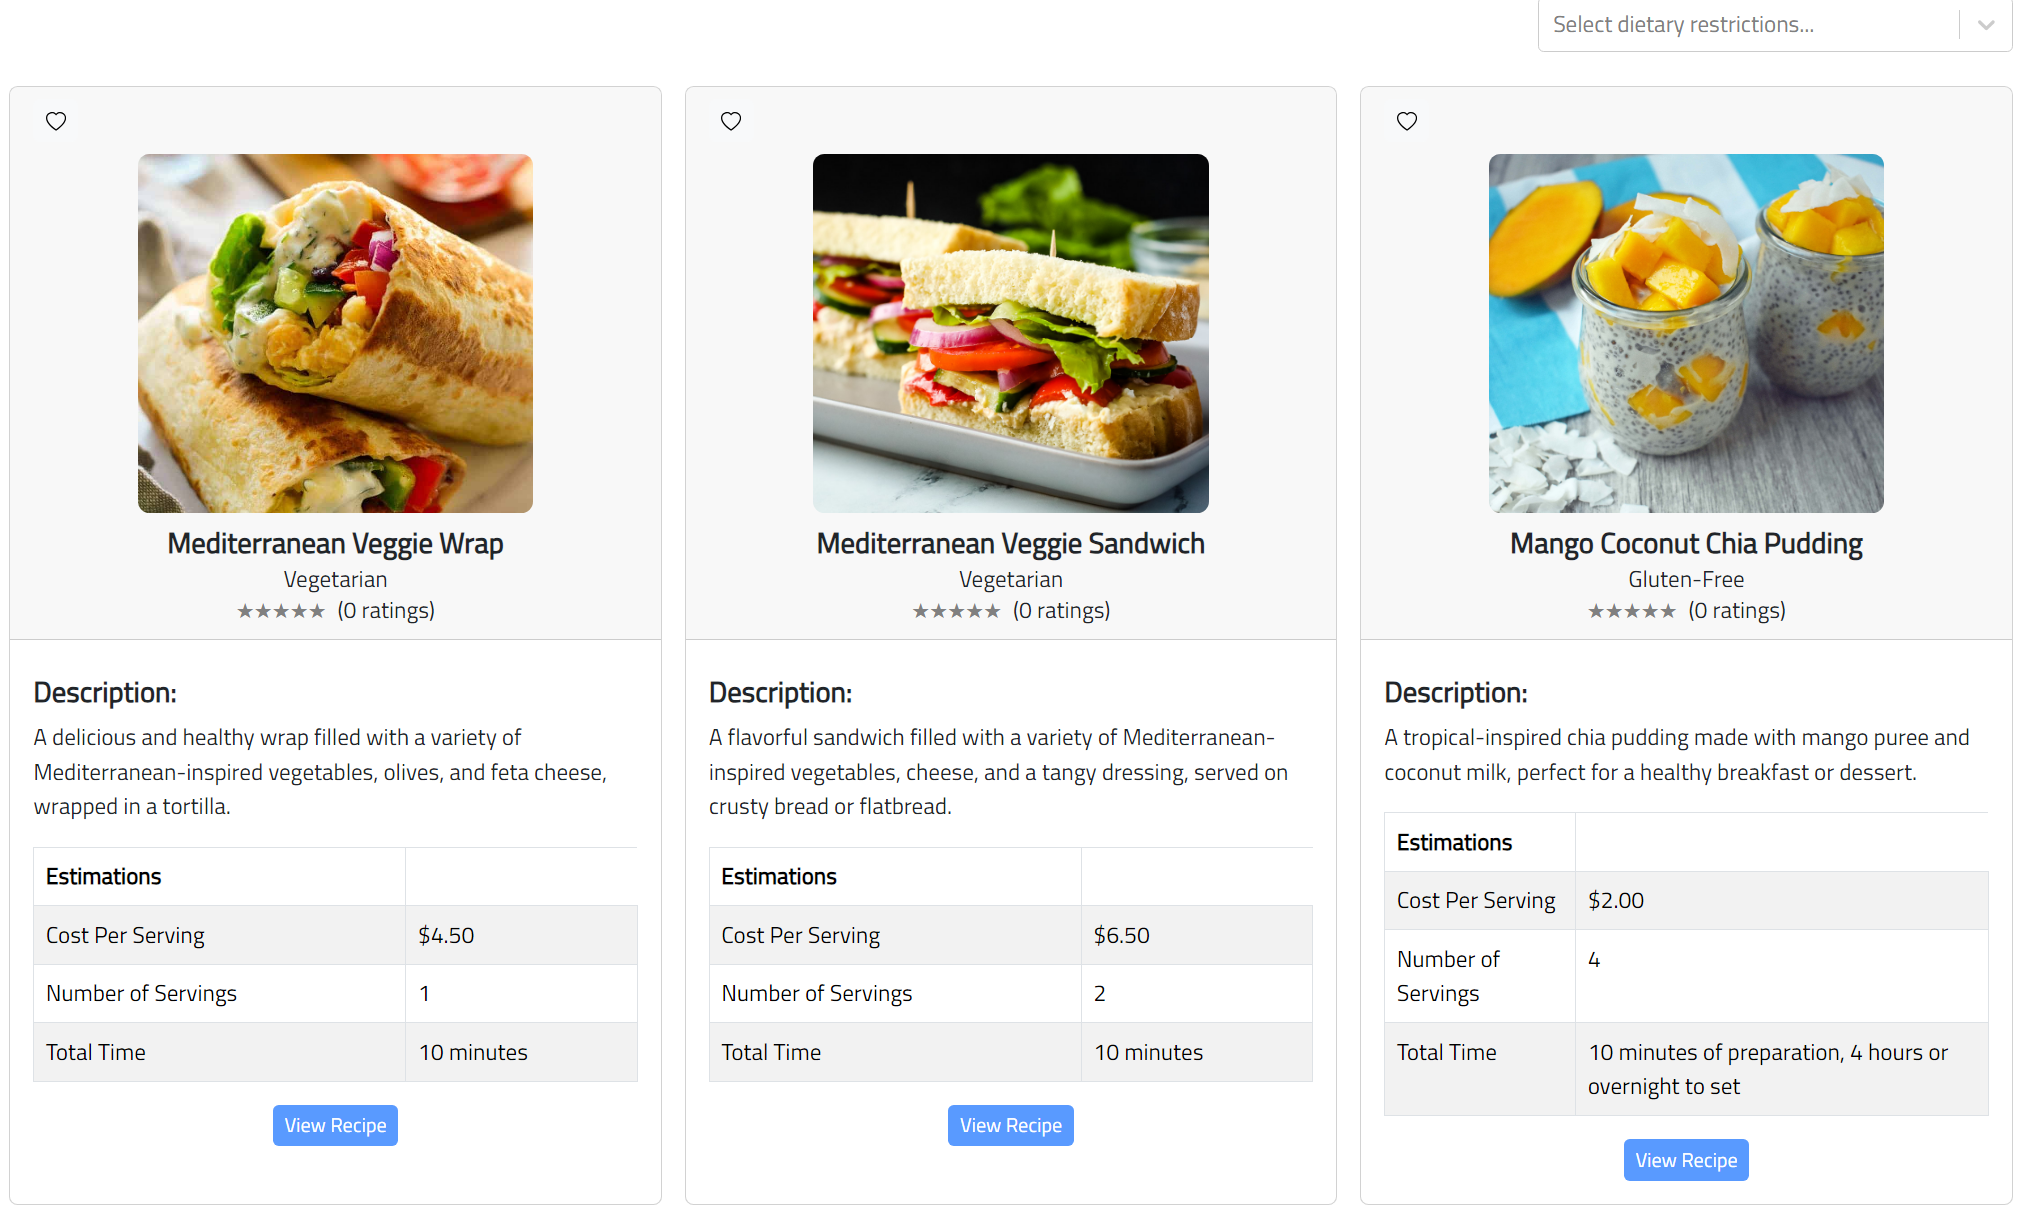 Select dietary restrictions...
Mediterranean Veggie Wrap
Vegetarian
★★★★★ (0 ratings)
Description:
A delicious and healthy wrap filled with a variety of
Mediterranean-inspired vegetables, olives, and feta cheese,
wrapped in a tortilla.
Estimations
Cost Per Serving $4.50
Number of Servings 1
Total Time 10 minutes
View Recipe
Mediterranean Veggie Sandwich
Vegetarian
★★★★★ (0 ratings)
Description:
A flavorful sandwich filled with a variety of Mediterranean-
inspired vegetables, cheese, and a tangy dressing, served on
crusty bread or flatbread.
Estimations
Cost Per Serving $6.50
Number of Servings 2
Total Time 10 minutes
View Recipe
Mango Coconut Chia Pudding
Gluten-Free
★★★★★ (0 ratings)
Description:
A tropical-inspired chia pudding made with mango puree and
coconut milk, perfect for a healthy breakfast or dessert.
Estimations
Cost Per Serving $2.00
Number of 4
Servings
Total Time 10 minutes of preparation, 4 hours or
overnight to set
View Recipe